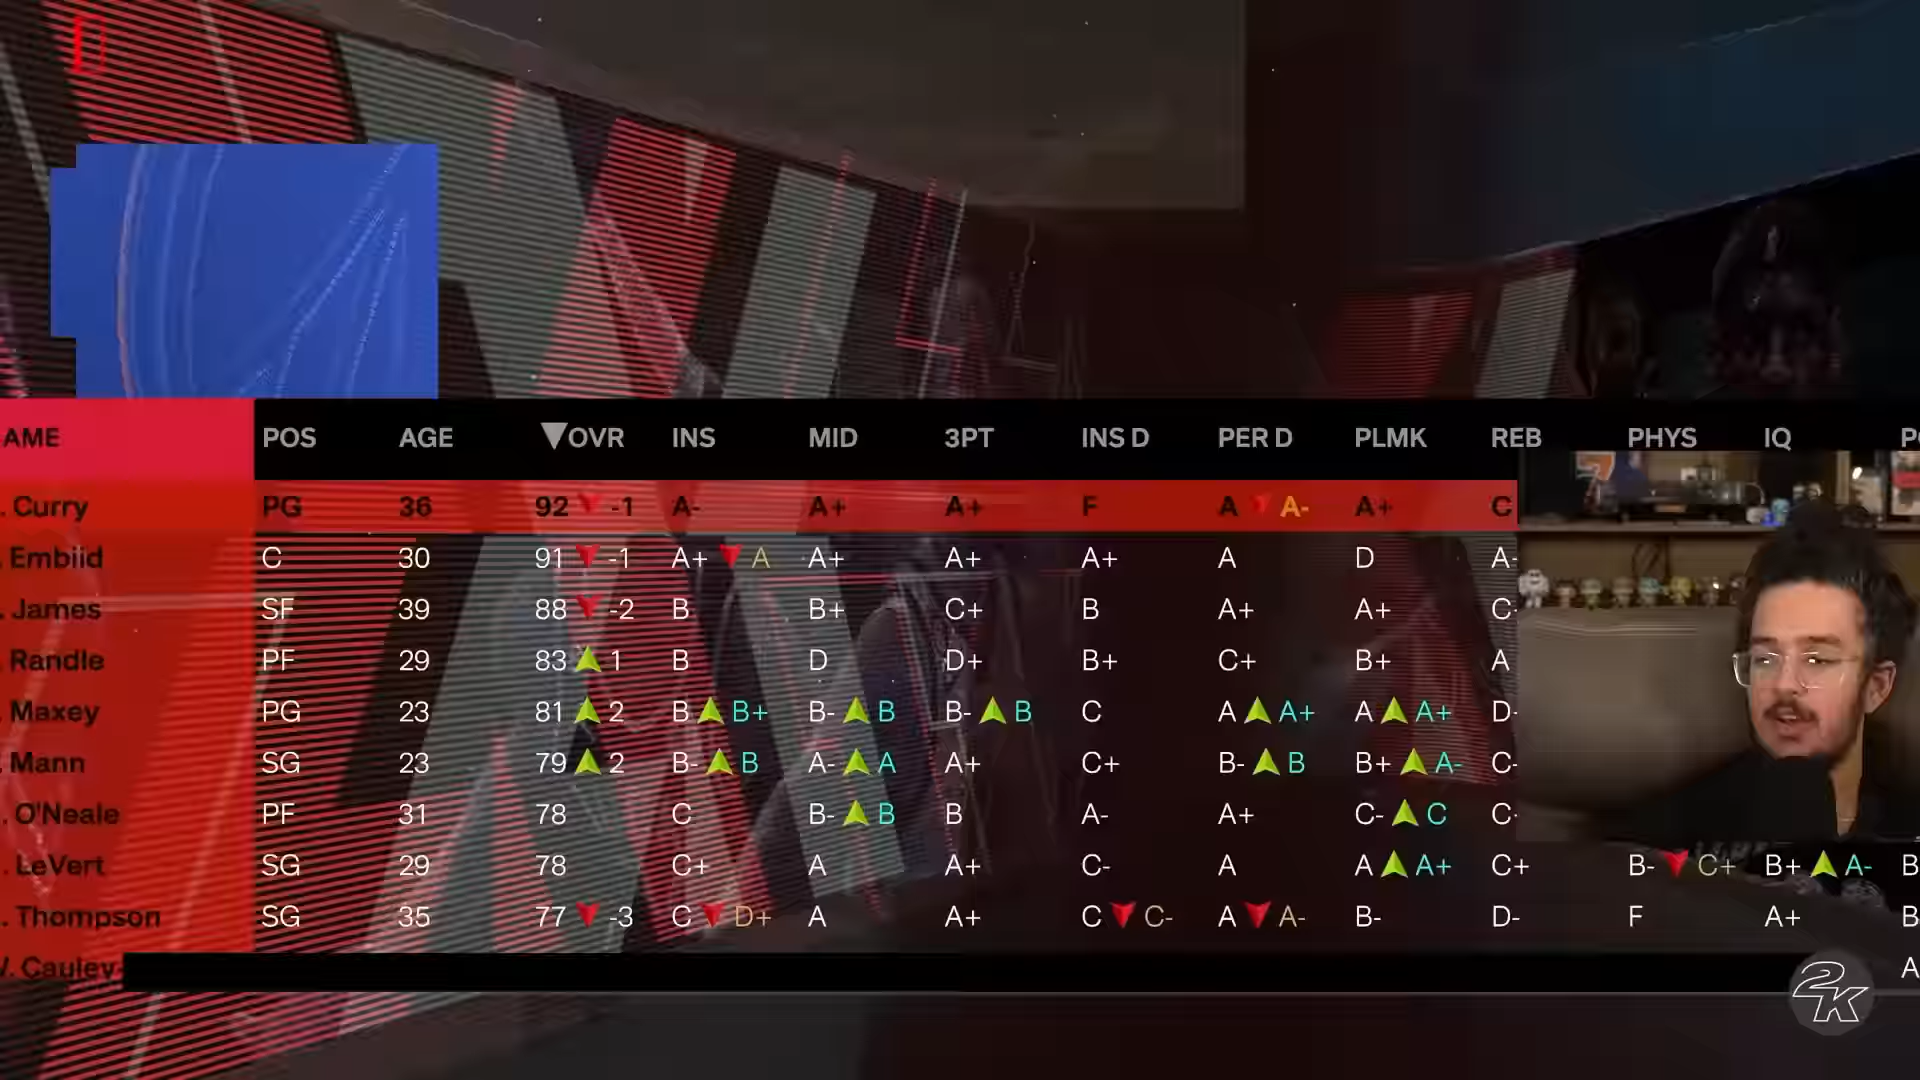 AME POS AGE OVR INS MID 3PT INS D PER D PLMK REB PHYS IQ
. Curry PG 36 92 -1 A- A+ A+ F A A- A+ C
. Embiid C 30 91 -1 A+ A A+ A+ A+ A D A-
. James SF 39 88 -2 B B+ C+ B A+ A+ C-
. Randle PF 29 83 1 B D D+ B+ C+ B+ A
. Maxey PG 23 81 2 B B+ B- B B- B C A A+ A A+ D-
. Mann SG 23 79 2 B- B A- A A+ C+ B- B B+ A- C-
. O'Neale PF 31 78 C B- B B A- A+ C- C C-
. LeVert SG 29 78 C+ A A+ C- A A A+ C+ B- C+ B+ A- B
. Thompson SG 35 77 -3 C D+ A A+ C C- A A- B- D- F A+ B
. Cauley- A
2K